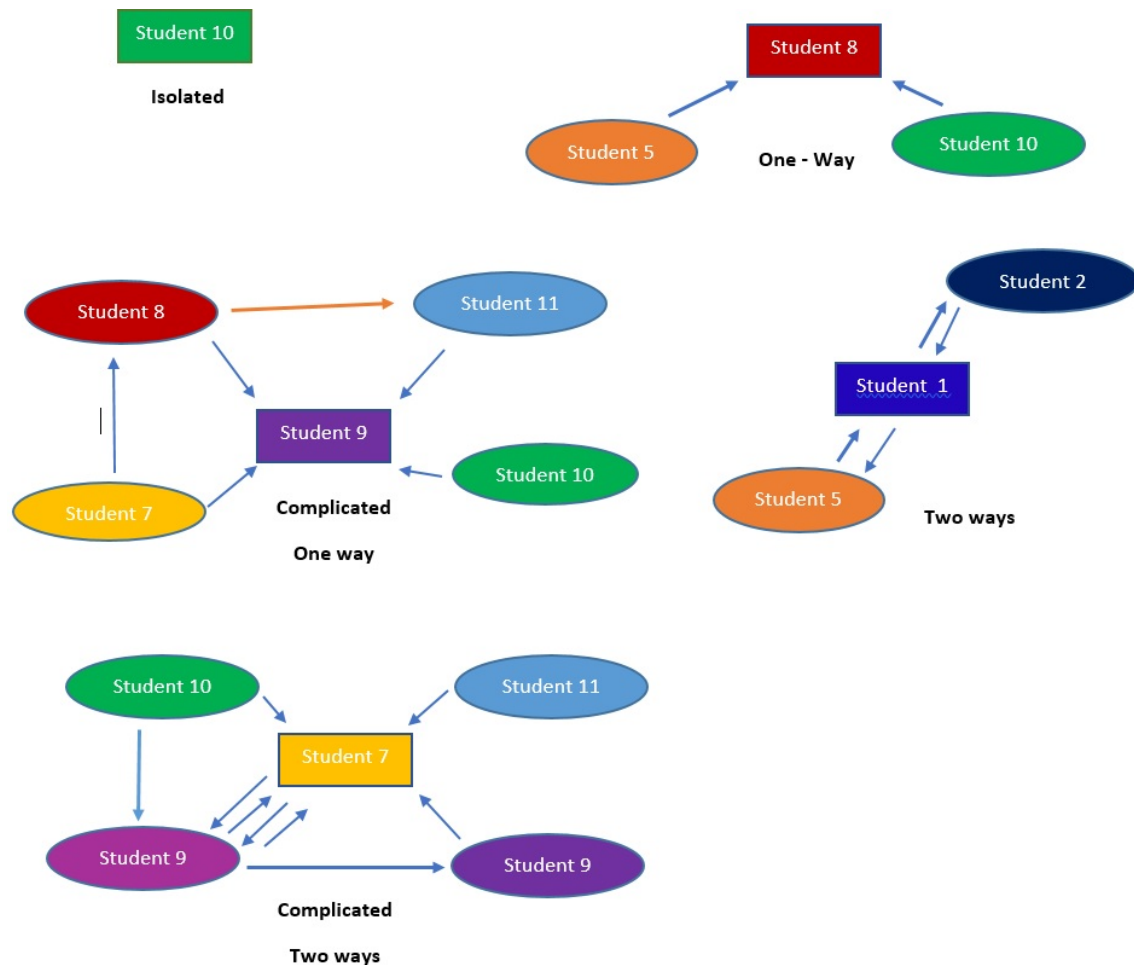 Student 10
Isolated
Student 8
Student 5
Student 10
One - Way
Student 8
Student 11
Student 9
Student 7
Student 10
Complicated
One way
Student 2
Student 1
Student 5
Two ways
Student 10
Student 11
Student 7
Student 9
Student 9
Complicated
Two ways